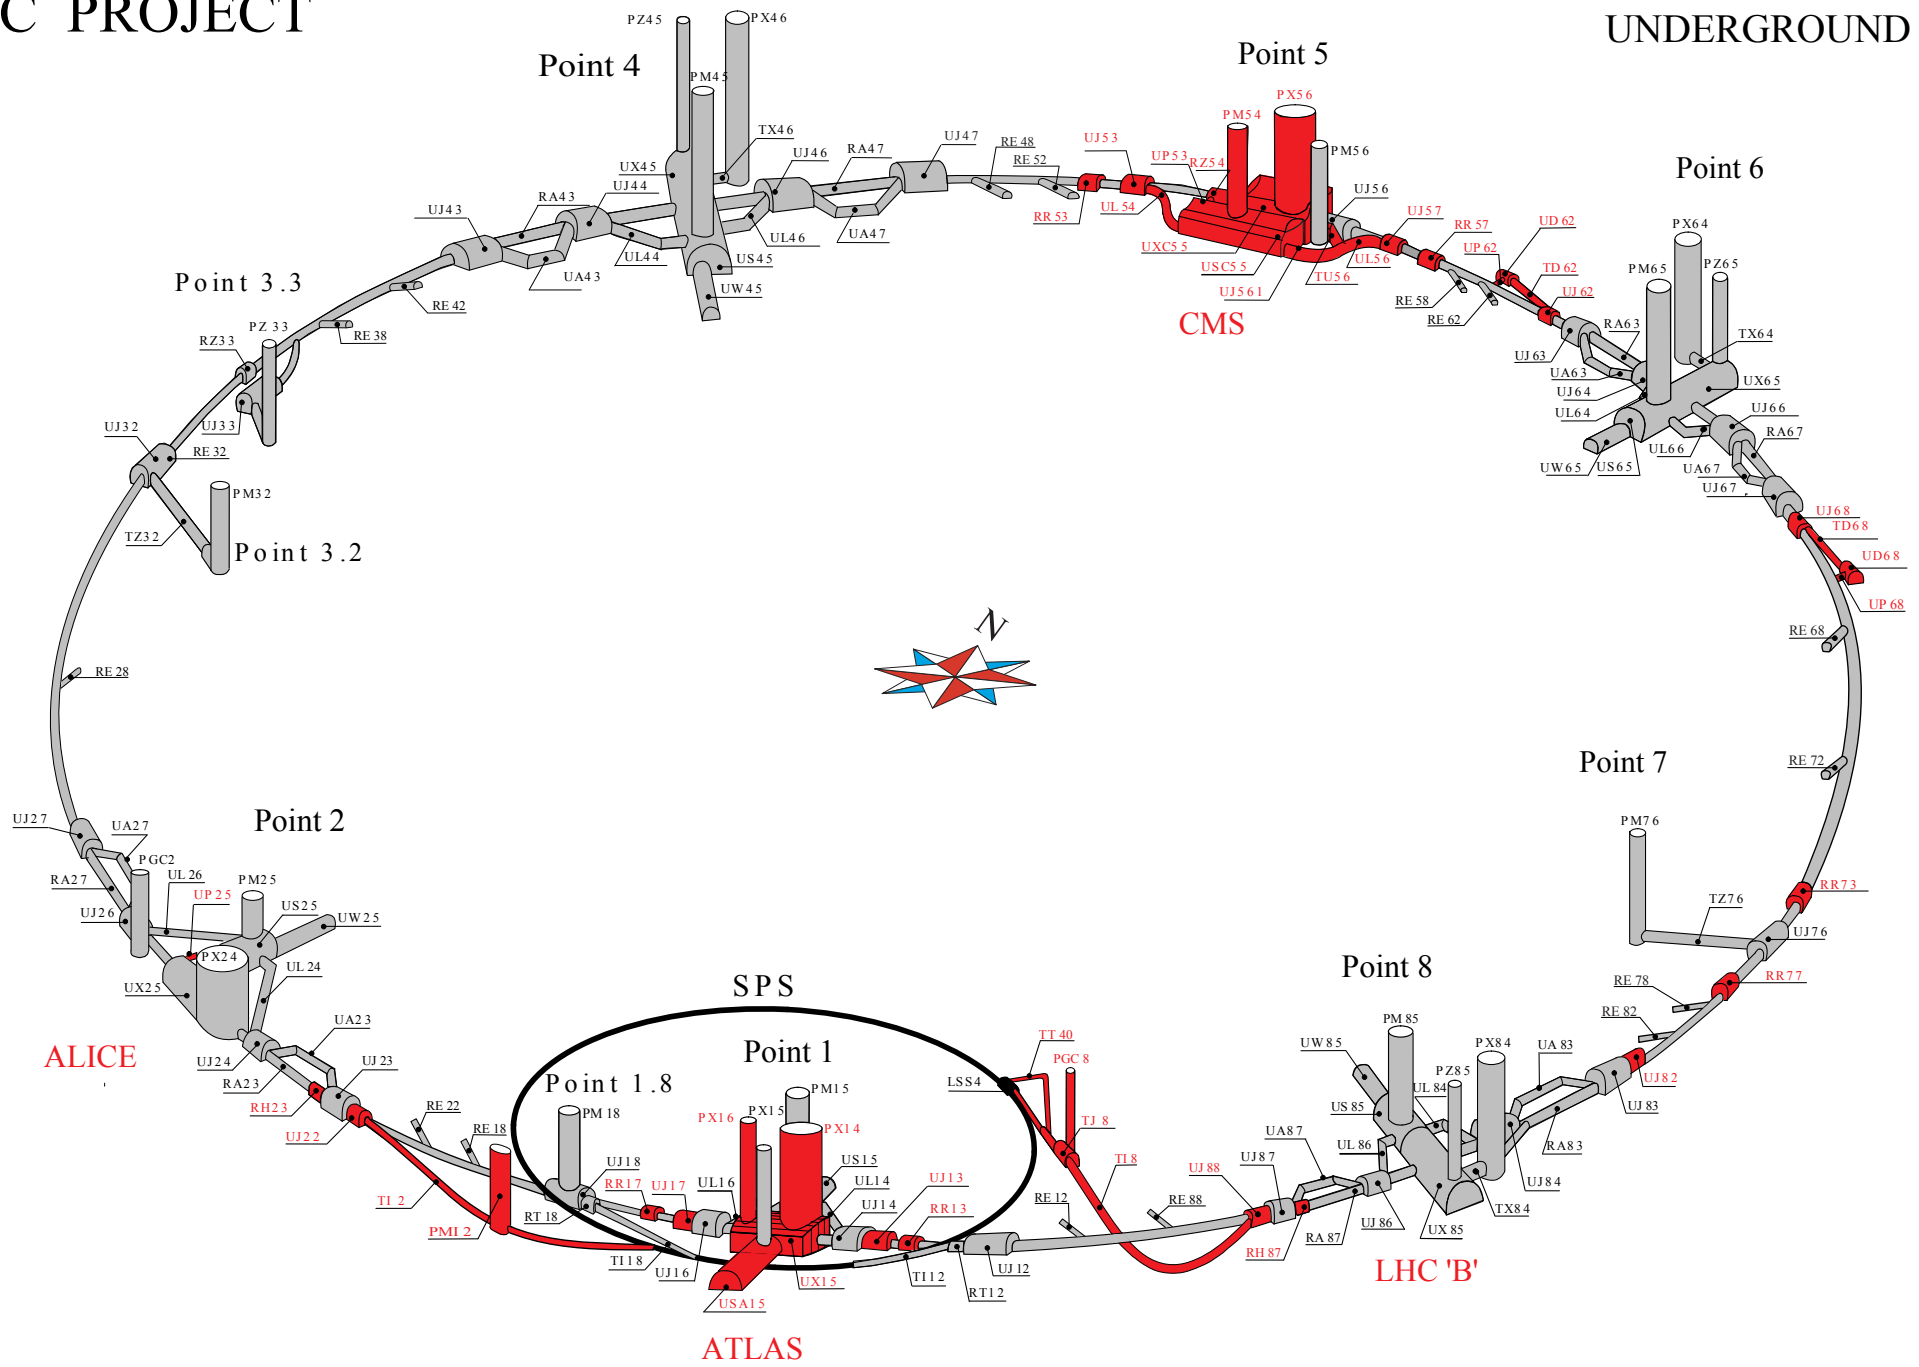 C PROJECT
UNDERGROUND
Point 4
PZ45
PX46
PM45
TX46
UX45
UJ46
RA47
UJ47
RE 48
RE 52
UJ44
RA43
UJ43
UL44
UA43
UL46
UA47
US45
UW45
Point 5
PX56
PM54
UJ53
UP53
RZ54
PM56
UJ56
RR 53
UL 54
UXC55
USC55
UJ561
TU56
UL56
UJ57
RR 57
CMS
UD 62
UP 62
TD 62
UJ 62
RE 58
RE 62
Point 6
PX64
PM65
PZ65
RA63
TX64
UJ 63
UA63
UJ64
UL64
UX65
UJ66
RA67
UL66
UA67
UW65
US65
UJ67
UJ68
TD68
UD68
UP 68
RE 68
RE 72
Point 3.3
RE 42
RE 38
PZ 33
RZ33
UJ33
UJ32
RE 32
PM32
TZ32
Point 3.2
RE 28
N
Point 7
PM76
RR73
TZ76
UJ76
RR77
RE 78
RE 82
Point 2
UJ27
UA27
PGC2
RA27
UL 26
UP 25
PM25
US25
UW25
UJ26
PX24
UL 24
UX25
ALICE
UA23
UJ24
RA23
UJ 23
RH23
UJ22
RE 22
RE 18
TI 2
PMI 2
SPS
Point 1
Point 1.8
PM 18
PM15
PX15
PX16
PX14
UJ18
RR17
UJ17
UL16
US15
UL14
UJ14
UJ13
RR13
RT 18
TI18
UJ16
UX15
USA15
TI12
RT12
UJ12
ATLAS
LSS4
TT 40
PGC 8
TJ 8
TI 8
RE 12
RE 88
Point 8
PM 85
UW85
PX84
PZ85
UA 83
UL 84
US 85
UL 86
UJ82
UJ 83
RA83
UA87
UJ87
UJ 88
RH 87
RA 87
UJ 86
UX 85
TX84
UJ84
LHC 'B'